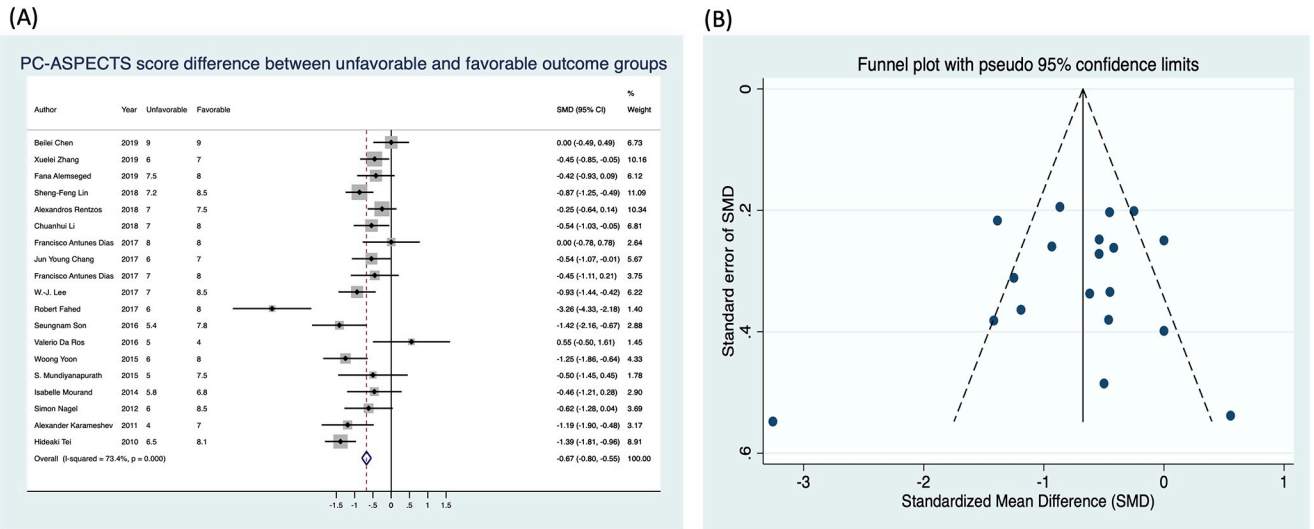 (A)
PC-ASPECTS score difference between unfavorable and favorable outcome groups
%
Author Year Unfavorable Favorable SMD (95% CI) Weight
Beilei Chen 2019 9 9 0.00 (-0.49, 0.49) 6.73
Xuelei Zhang 2019 6 7 -0.45 (-0.85, -0.05) 10.16
Fana Alemseged 2019 7.5 8 -0.42 (-0.93, 0.09) 6.12
Sheng-Feng Lin 2018 7.2 8.5 -0.87 (-1.25, -0.49) 11.09
Alexandros Rentzos 2018 7 7.5 -0.25 (-0.64, 0.14) 10.34
Chuanhui Li 2018 7 8 -0.54 (-1.03, -0.05) 6.81
Francisco Antunes Dias 2017 8 8 0.00 (-0.78, 0.78) 2.64
Jun Young Chang 2017 6 7 -0.54 (-1.07, -0.01) 5.67
Francisco Antunes Dias 2017 7 8 -0.45 (-1.11, 0.21) 3.75
W.-J. Lee 2017 7 8.5 -0.93 (-1.44, -0.42) 6.22
Robert Fahed 2017 6 8 -3.26 (-4.33, -2.18) 1.40
Seungnam Son 2016 5.4 7.8 -1.42 (-2.16, -0.67) 2.88
Valerio Da Ros 2016 5 4 0.55 (-0.50, 1.61) 1.45
Woong Yoon 2015 6 8 -1.25 (-1.86, -0.64) 4.33
S. Mundiyanapurath 2015 5 7.5 -0.50 (-1.45, 0.45) 1.78
Isabelle Mourand 2014 5.8 6.8 -0.46 (-1.21, 0.28) 2.90
Simon Nagel 2012 6 8.5 -0.62 (-1.28, 0.04) 3.69
Alexander Karameshev 2011 4 7 -1.19 (-1.90, -0.48) 3.17
Hideaki Tei 2010 6.5 8.1 -1.39 (-1.81, -0.96) 8.91
Overall (I-squared = 73.4%, p = 0.000) -0.67 (-0.80, -0.55) 100.00
-1.5 -1 -.5 0 .5 1 1.5
(B)
Funnel plot with pseudo 95% confidence limits
Standard error of SMD
0
.2
.4
.6
-3 -2 -1 0 1
Standardized Mean Difference (SMD)